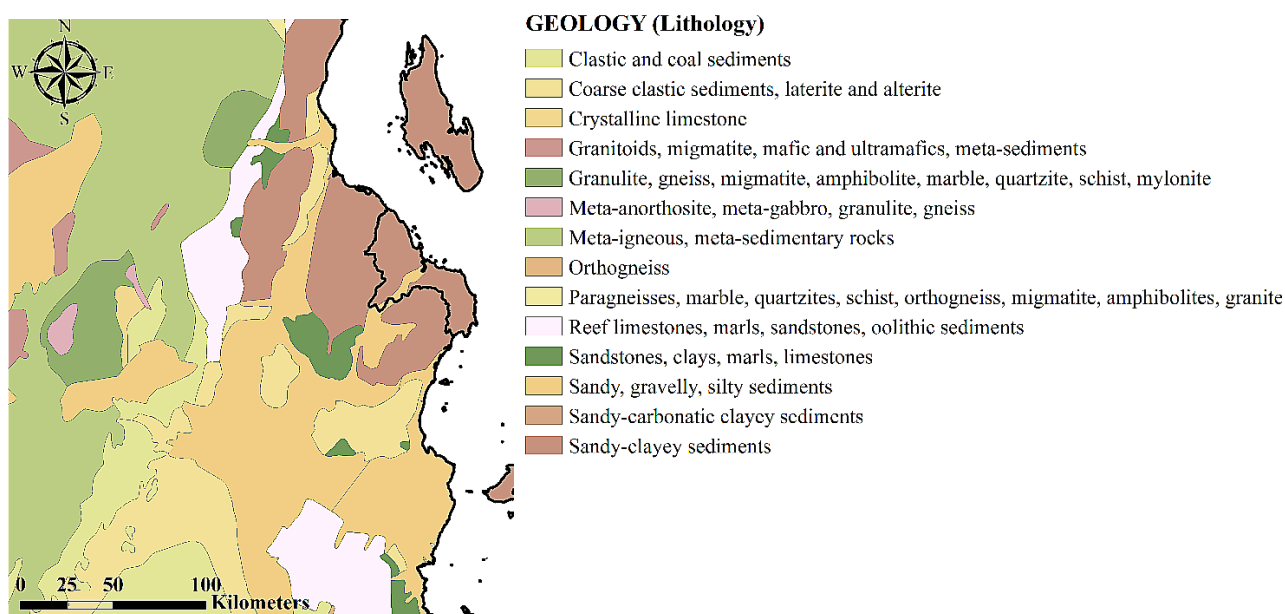 GEOLOGY (Lithology)
N
W E
S
Clastic and coal sediments
Coarse clastic sediments, laterite and alterite
Crystalline limestone
Granitoids, migmatite, mafic and ultramafics, meta-sediments
Granulite, gneiss, migmatite, amphibolite, marble, quartzite, schist, mylonite
Meta-anorthosite, meta-gabbro, granulite, gneiss
Meta-igneous, meta-sedimentary rocks
Orthogneiss
Paragneisses, marble, quartzites, schist, orthogneiss, migmatite, amphibolites, granite
Reef limestones, marls, sandstones, oolithic sediments
Sandstones, clays, marls, limestones
Sandy, gravelly, silty sediments
Sandy-carbonatic clayey sediments
Sandy-clayey sediments
0 25 50 100
Kilometers